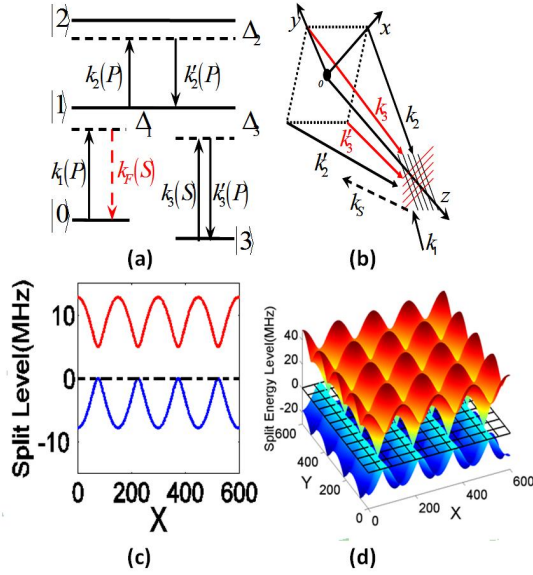 |2⟩
Δ₂
k₂(P)
k₂′(P)
|1⟩
Δ₁
Δ₃
k₁(P)
k_F(S)
k₃(S)
k₃′(P)
|0⟩
|3⟩
(a)
y
x
o
k₃
k₂
k₃′
k₂′
z
k_S
k₁
(b)
Split Level(MHz)
10
0
-10
0 200 400 600
X
(c)
Split Energy Level(MHz)
40
20
0
-20
600
400
200
0
Y
0
200
400
600
X
(d)